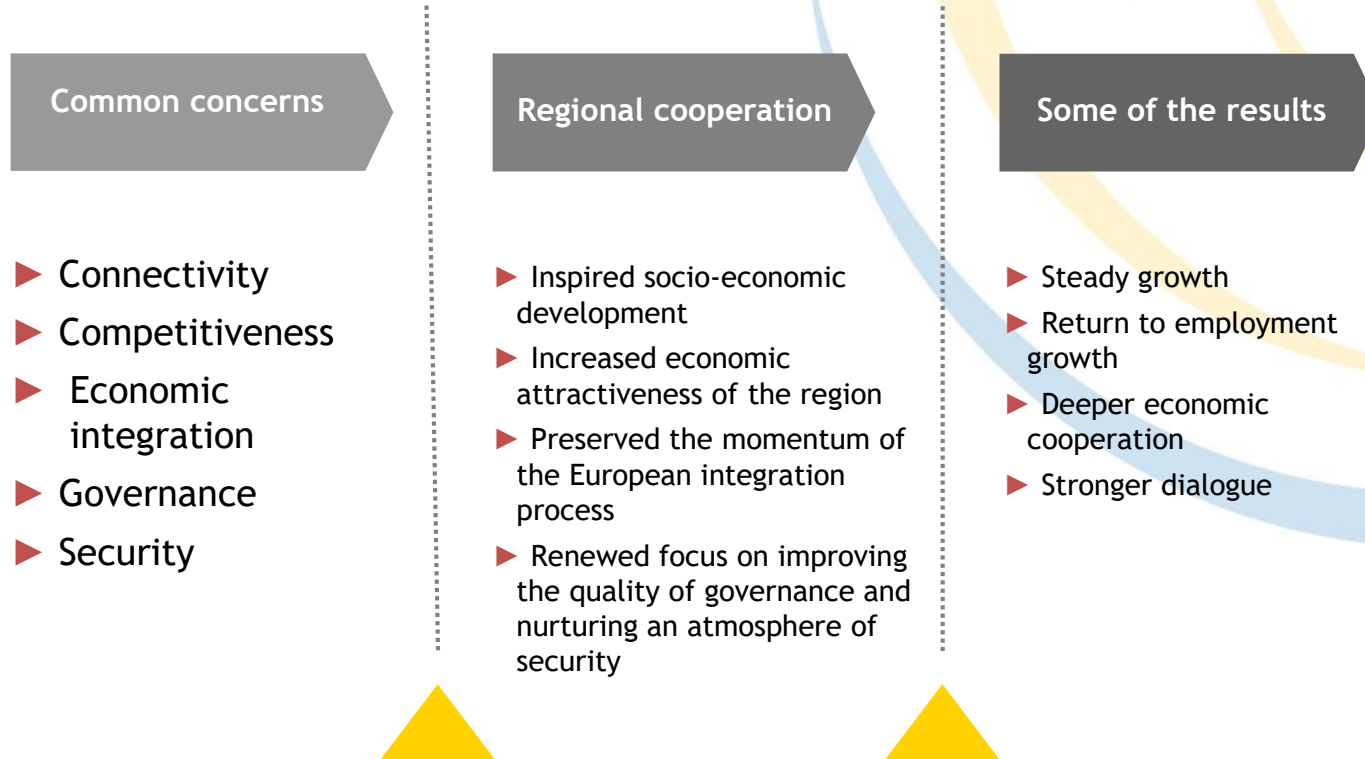 Common concerns
► Connectivity
► Competitiveness
► Economic
integration
► Governance
► Security
Regional cooperation
► Inspired socio-economic
development
► Increased economic
attractiveness of the region
► Preserved the momentum of
the European integration
process
► Renewed focus on improving
the quality of governance and
nurturing an atmosphere of
security
Some of the results
► Steady growth
► Return to employment
growth
► Deeper economic
cooperation
► Stronger dialogue